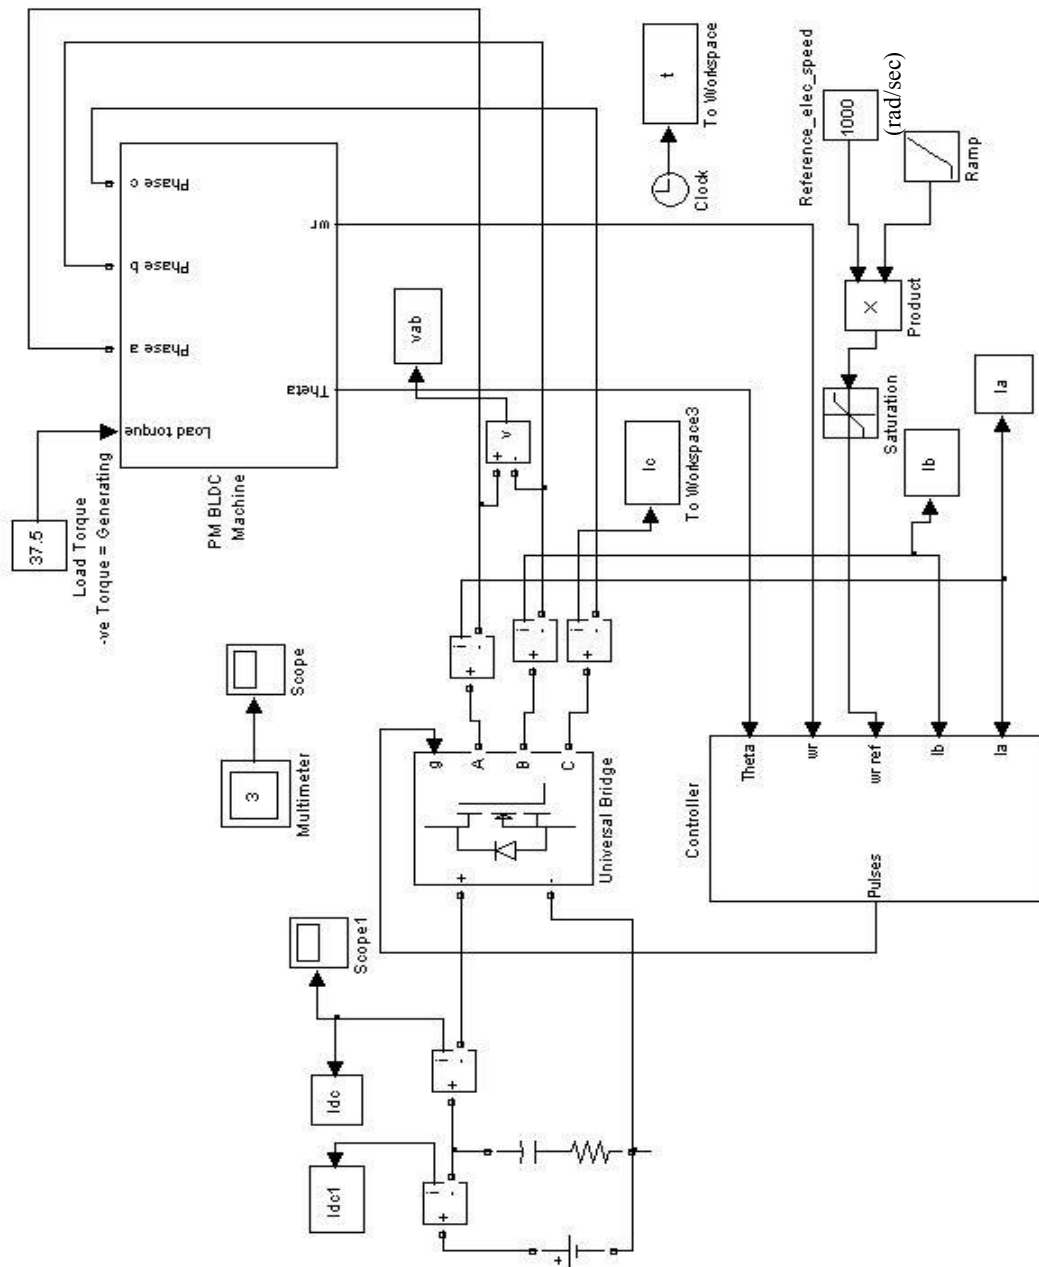 37.5
Load Torque
-ve Torque = Generating
Load torque
Phase a
Phase b
Phase c
Theta
wr
PM BLDC
Machine
t
To Workspace
Clock
Reference_elec_speed
(rad/sec)
1000
Ramp
Product
Saturation
vab
+
-
v
Ic
To Workspace3
Ib
Ia
Scope
3
Multimeter
g
A
B
C
+
-
Universal Bridge
i
+
-
i
+
-
i
+
-
Theta
wr
wr ref
Ib
Ia
Controller
Pulses
Scope1
Idc
Idc1
i
+
-
i
+
-
+